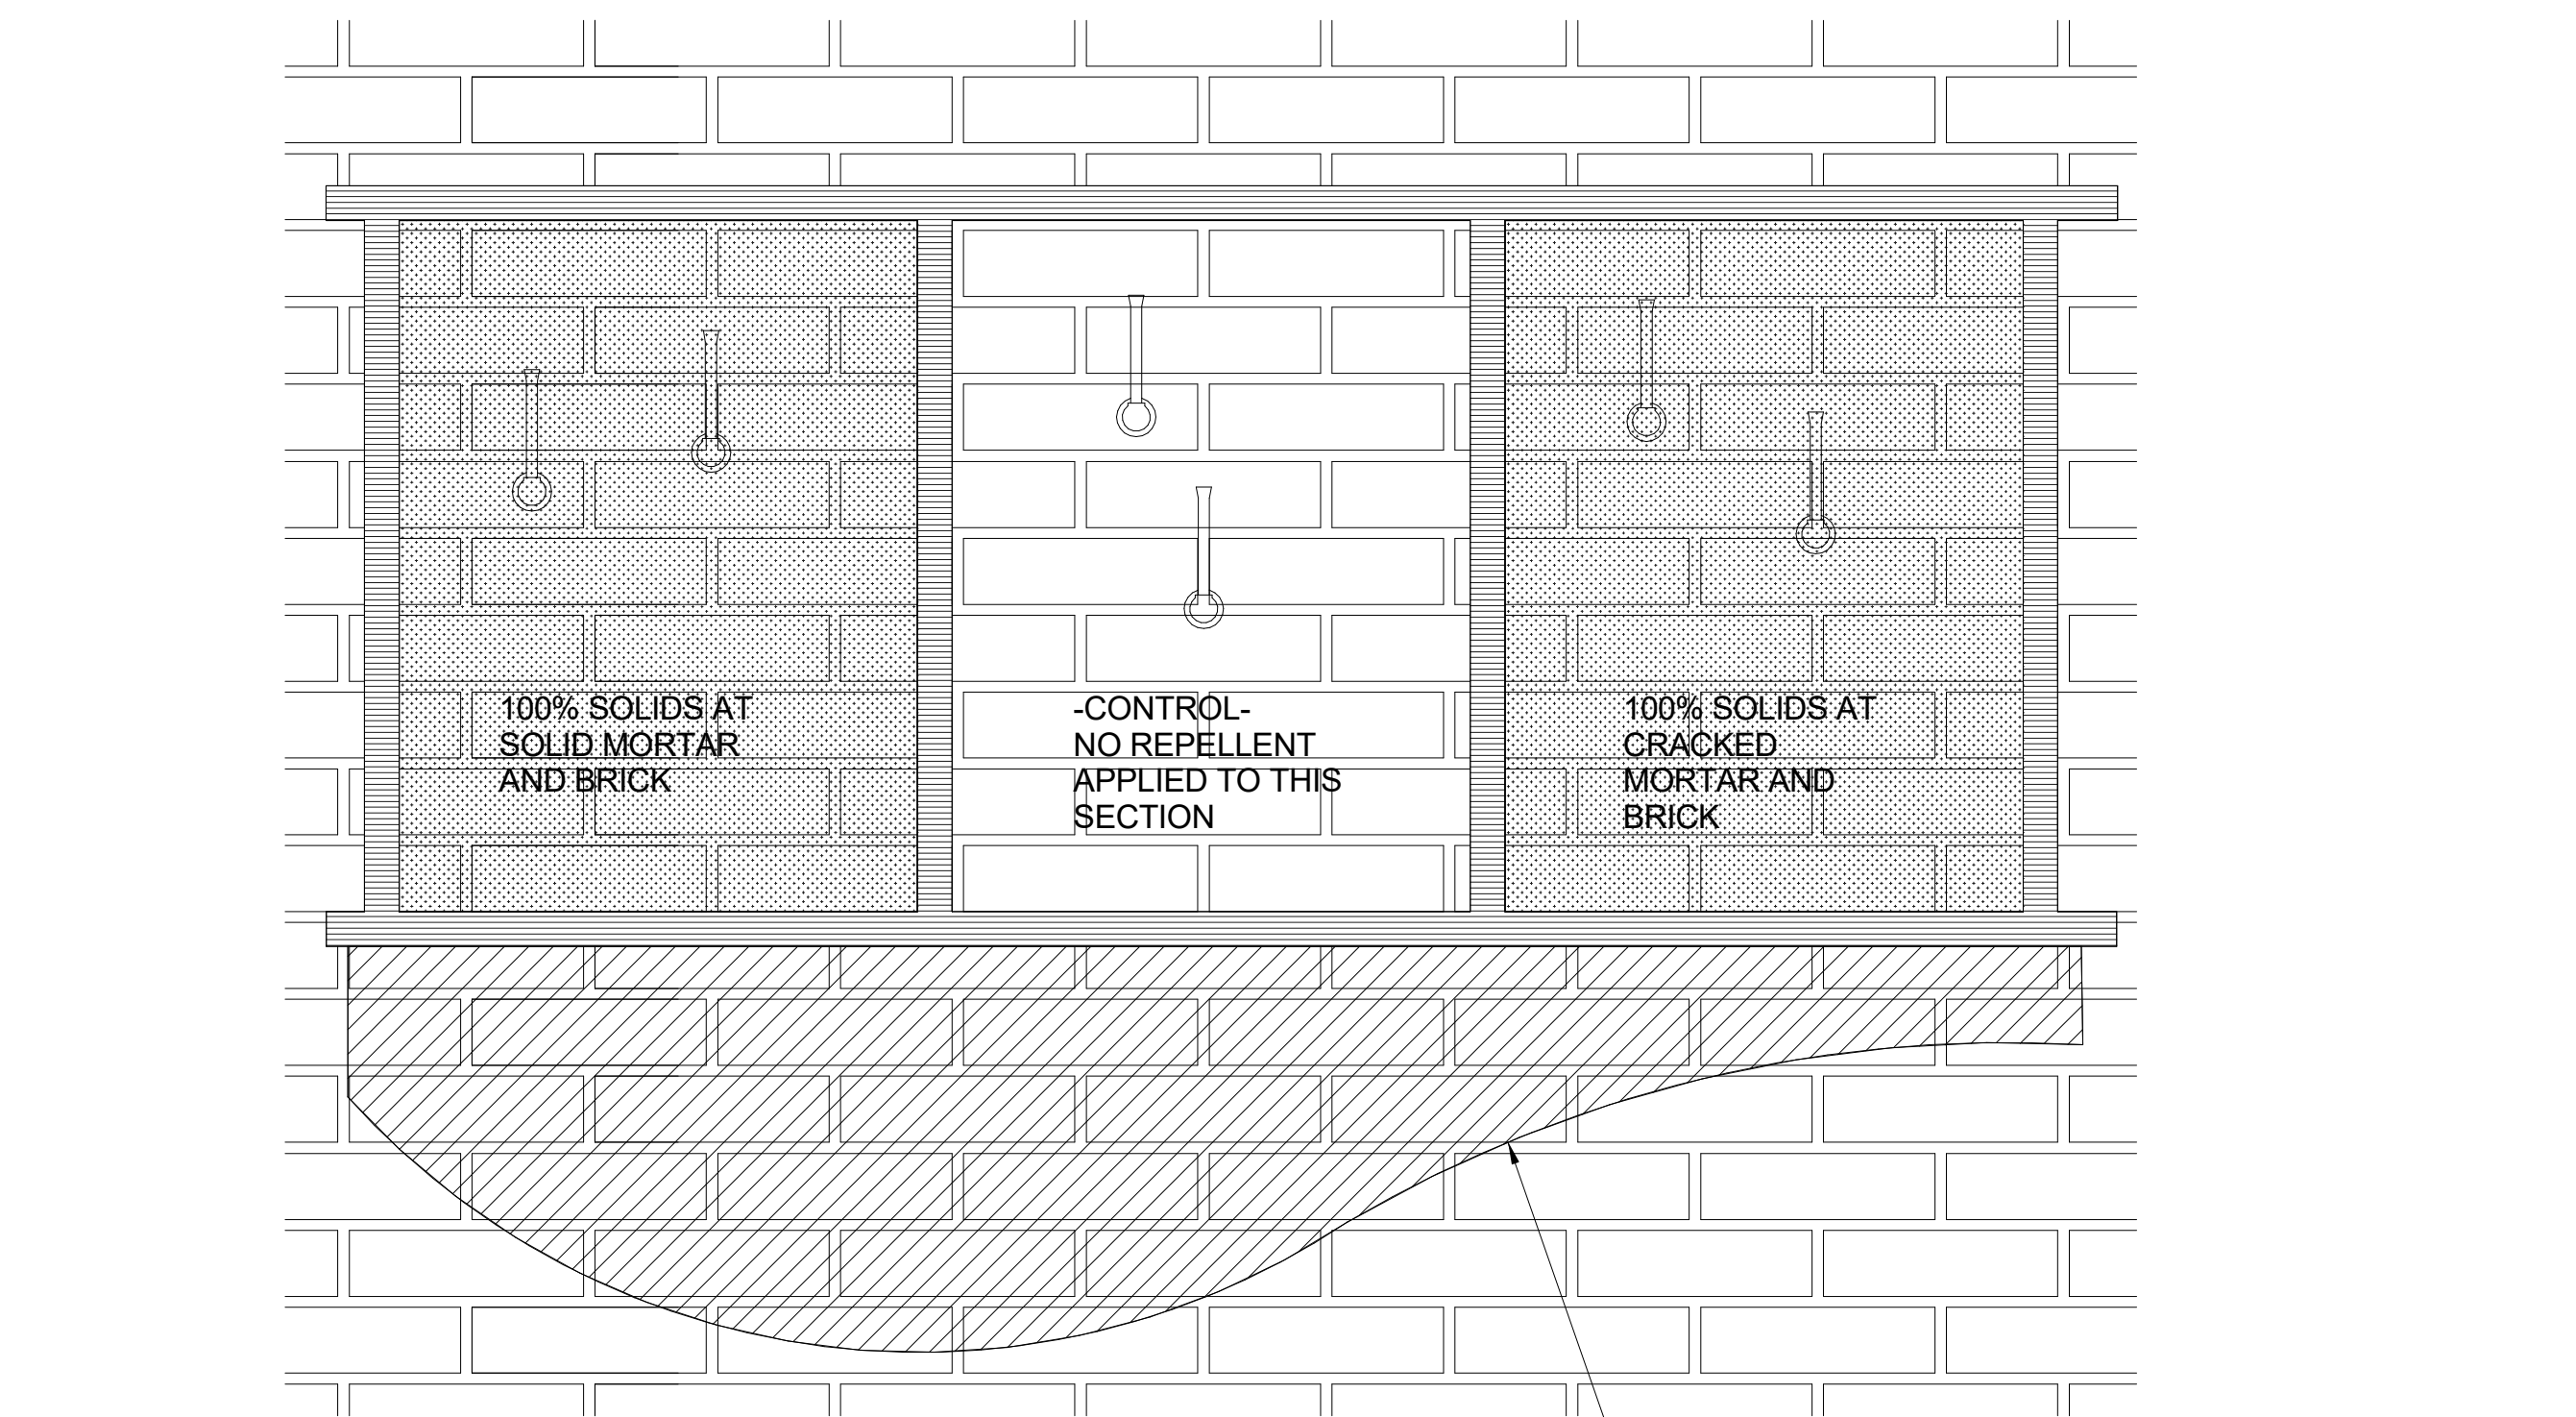 100% SOLIDS AT
SOLID MORTAR
AND BRICK
-CONTROL-
NO REPELLENT
APPLIED TO THIS
SECTION
100% SOLIDS AT
CRACKED
MORTAR AND
BRICK